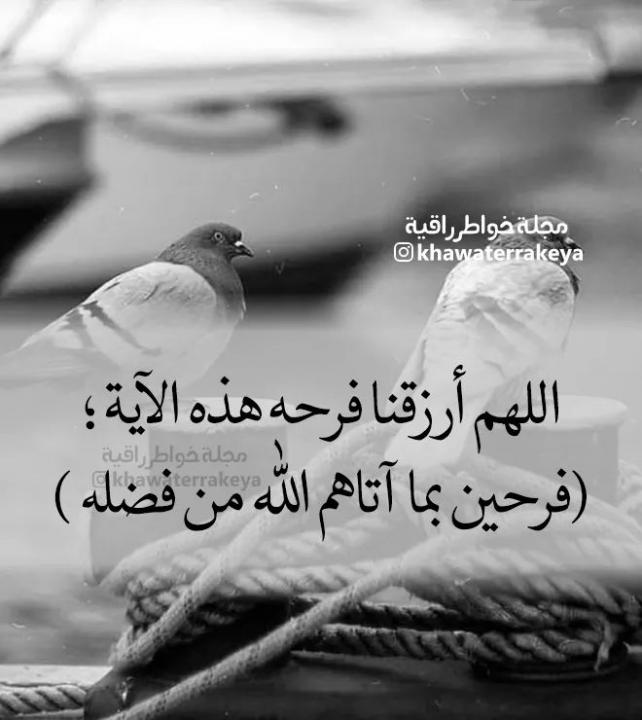 مجلة خواطر راقية
khawaterrakeya
اللهم أرزقنا فرحه هذه الآية ؛
مجلة خواطر راقية
khawaterrakeya
(فرحين بما آتاهم الله من فضله )